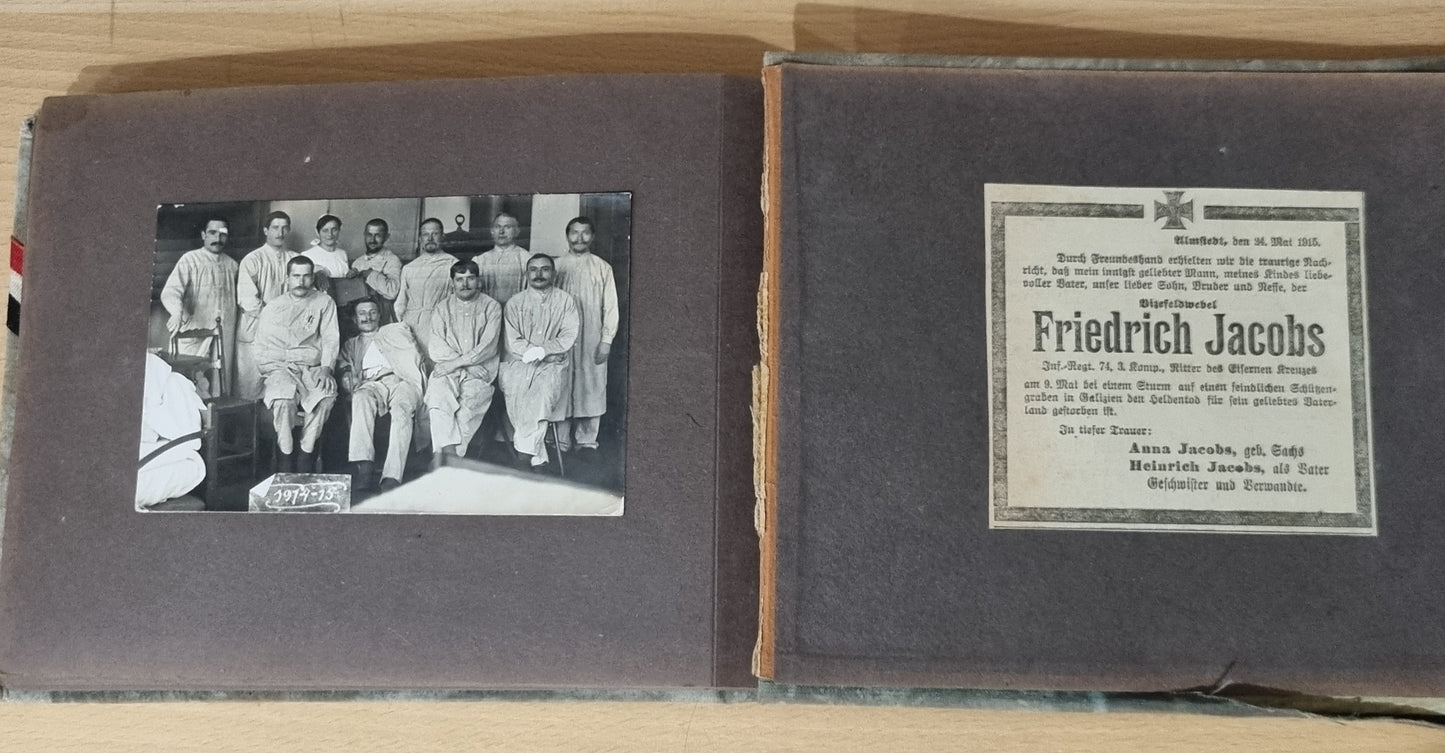 1914-15
Almstedt, den 24. Mai 1915.
Durch Freundeshand erhielten wir die traurige Nach-
richt, daß mein innigst geliebter Mann, meines Kindes liebe-
voller Vater, unser lieber Sohn, Bruder und Neffe, der
Vizefeldwebel
Friedrich Jacobs
Inf.-Regt. 74, 3. Komp., Ritter des Eisernen Kreuzes
am 9. Mai bei einem Sturm auf einen feindlichen Schützen-
graben in Galizien den Heldentod für sein geliebtes Vater-
land gestorben ist.
In tiefer Trauer:
Anna Jacobs, geb. Sachs
Heinrich Jacobs, als Vater
Geschwister und Verwandte.